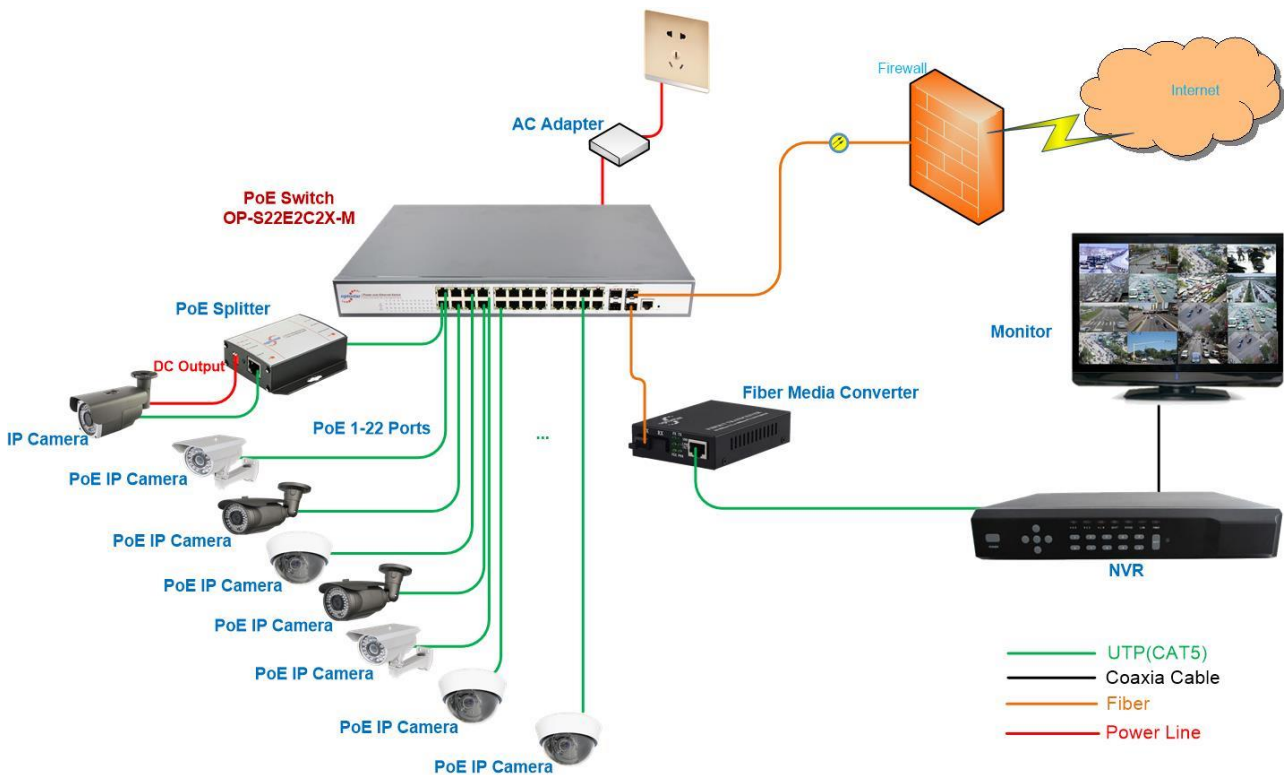 Firewall
Internet
AC Adapter
PoE Switch
OP-S22E2C2X-M
PoE Splitter
DC Output
Monitor
Fiber Media Converter
IP Camera
PoE 1-22 Ports
...
PoE IP Camera
PoE IP Camera
PoE IP Camera
PoE IP Camera
PoE IP Camera
PoE IP Camera
PoE IP Camera
NVR
UTP(CAT5)
Coaxia Cable
Fiber
Power Line